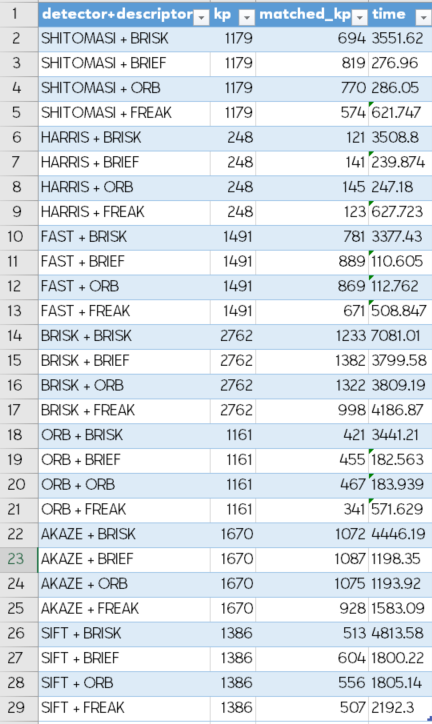 1 detector+descriptor kp matched_kp time
2 SHITOMASI + BRISK 1179 694 3551.62
3 SHITOMASI + BRIEF 1179 819 276.96
4 SHITOMASI + ORB 1179 770 286.05
5 SHITOMASI + FREAK 1179 574 621.747
6 HARRIS + BRISK 248 121 3508.8
7 HARRIS + BRIEF 248 141 239.874
8 HARRIS + ORB 248 145 247.18
9 HARRIS + FREAK 248 123 627.723
10 FAST + BRISK 1491 781 3377.43
11 FAST + BRIEF 1491 889 110.605
12 FAST + ORB 1491 869 112.762
13 FAST + FREAK 1491 671 508.847
14 BRISK + BRISK 2762 1233 7081.01
15 BRISK + BRIEF 2762 1382 3799.58
16 BRISK + ORB 2762 1322 3809.19
17 BRISK + FREAK 2762 998 4186.87
18 ORB + BRISK 1161 421 3441.21
19 ORB + BRIEF 1161 455 182.563
20 ORB + ORB 1161 467 183.939
21 ORB + FREAK 1161 341 571.629
22 AKAZE + BRISK 1670 1072 4446.19
23 AKAZE + BRIEF 1670 1087 1198.35
24 AKAZE + ORB 1670 1075 1193.92
25 AKAZE + FREAK 1670 928 1583.09
26 SIFT + BRISK 1386 513 4813.58
27 SIFT + BRIEF 1386 604 1800.22
28 SIFT + ORB 1386 556 1805.14
29 SIFT + FREAK 1386 507 2192.3